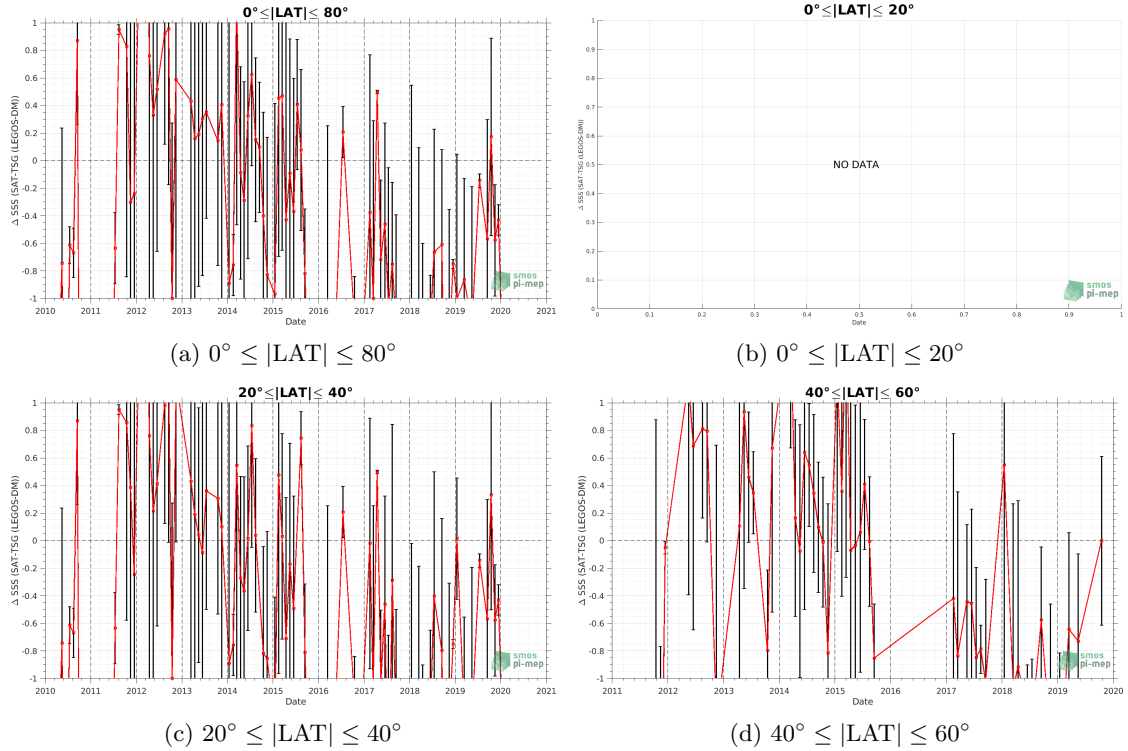 0°≤|LAT|≤ 80°
1
0.8
0.6
0.4
0.2
0
-0.2
-0.4
-0.6
-0.8
-1
Δ SSS (SAT-TSG (LEGOS-DM))
2010 2011 2012 2013 2014 2015 2016 2017 2018 2019 2020 2021
Date
smos
pi-mep
(a) 0° ≤ |LAT| ≤ 80°
0°≤|LAT|≤ 20°
1
0.9
0.8
0.7
0.6
0.5
0.4
0.3
0.2
0.1
0
Δ SSS (SAT-TSG (LEGOS-DM))
NO DATA
0 0.1 0.2 0.3 0.4 0.5 0.6 0.7 0.8 0.9 1
Date
smos
pi-mep
(b) 0° ≤ |LAT| ≤ 20°
20°≤|LAT|≤ 40°
1
0.8
0.6
0.4
0.2
0
-0.2
-0.4
-0.6
-0.8
-1
Δ SSS (SAT-TSG (LEGOS-DM))
2010 2011 2012 2013 2014 2015 2016 2017 2018 2019 2020 2021
Date
smos
pi-mep
(c) 20° ≤ |LAT| ≤ 40°
40°≤|LAT|≤ 60°
1
0.8
0.6
0.4
0.2
0
-0.2
-0.4
-0.6
-0.8
-1
Δ SSS (SAT-TSG (LEGOS-DM))
2011 2012 2013 2014 2015 2016 2017 2018 2019 2020
Date
smos
pi-mep
(d) 40° ≤ |LAT| ≤ 60°